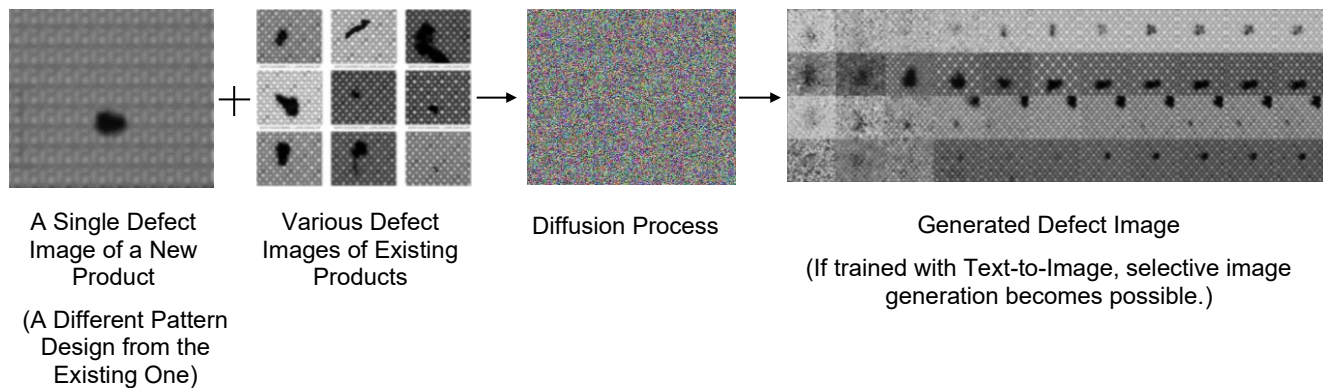 A Single Defect
Image of a New
Product
(A Different Pattern
Design from the
Existing One)
Various Defect
Images of Existing
Products
Diffusion Process
Generated Defect Image
(If trained with Text-to-Image, selective image
generation becomes possible.)